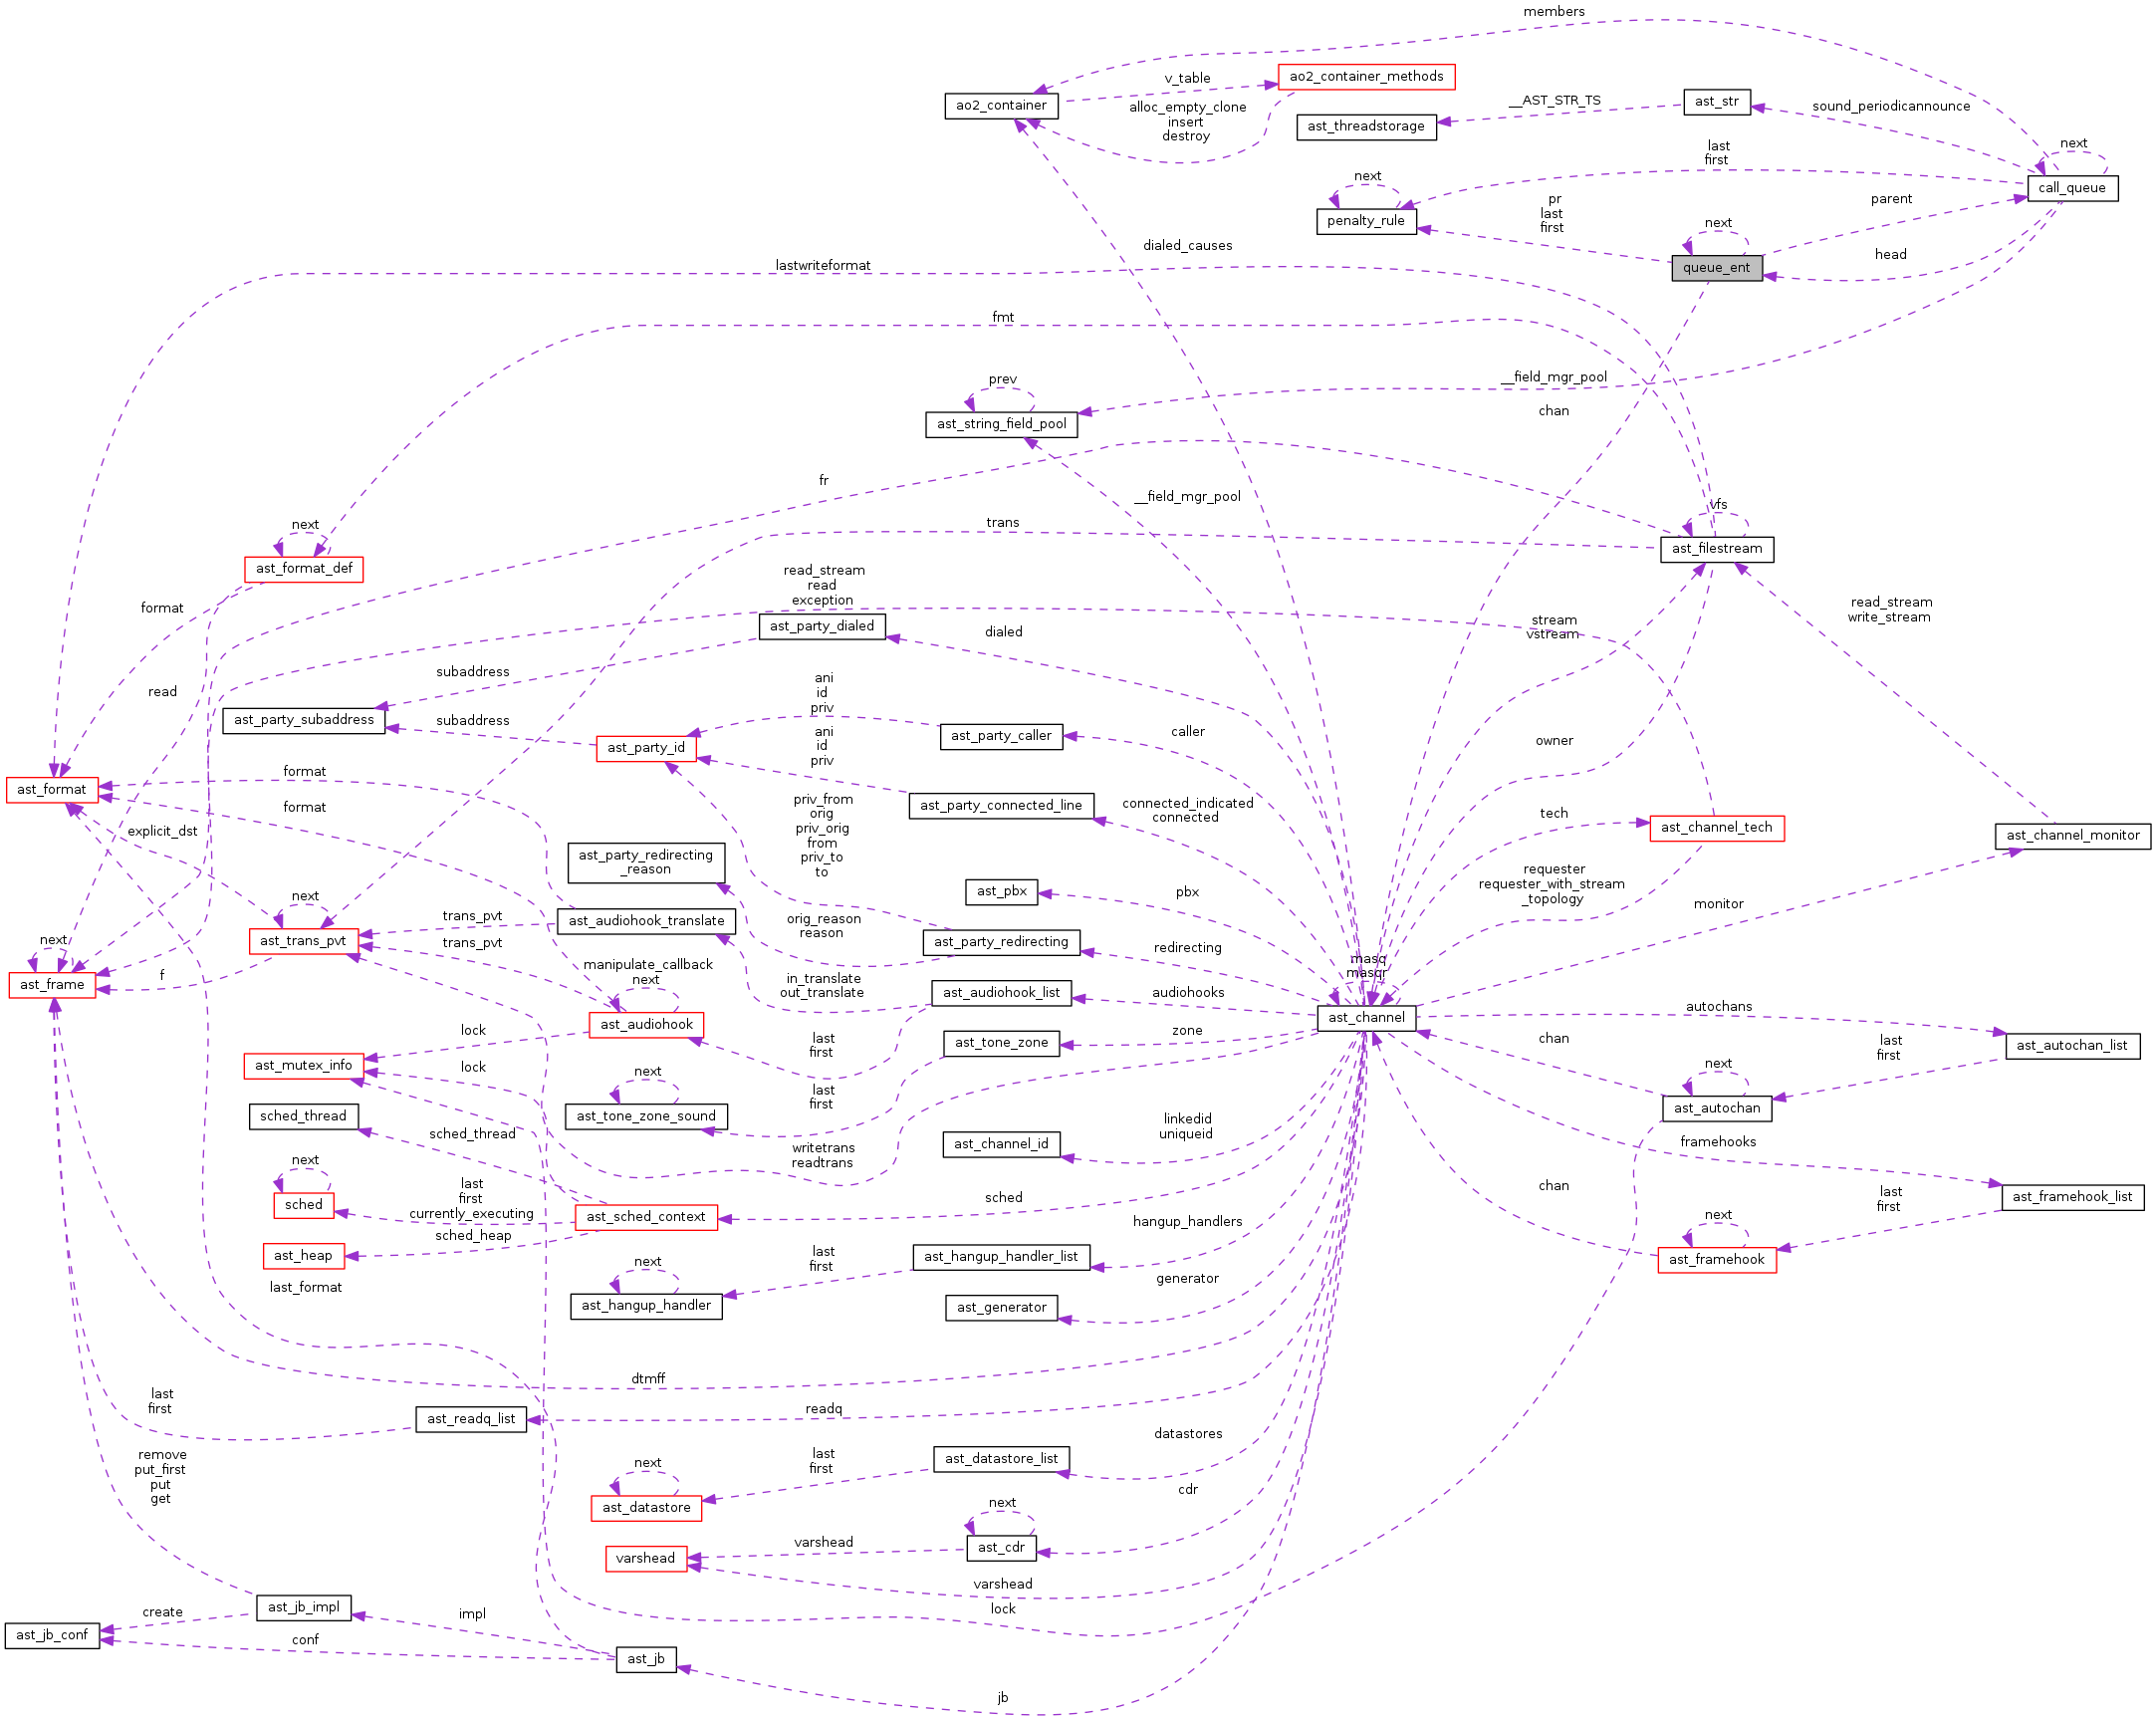 members
v_table
ao2_container_methods
ao2_container
alloc_empty_clone
insert
destroy
__AST_STR_TS
ast_str
sound_periodicannounce
ast_threadstorage
last
first
next
next
call_queue
penalty_rule
pr
last
first
parent
next
dialed_causes
head
lastwriteformat
queue_ent
fmt
__field_mgr_pool
prev
chan
ast_string_field_pool
fr
__field_mgr_pool
vfs
trans
next
ast_filestream
ast_format_def
read_stream
read
exception
format
read_stream
write_stream
ast_party_dialed
dialed
stream
vstream
subaddress
ani
id
priv
read
ast_party_subaddress
subaddress
ast_party_id
ast_party_caller
caller
owner
ani
id
priv
format
ast_format
format
ast_party_connected_line
connected_indicated
connected
tech
ast_channel_tech
ast_channel_monitor
explicit_dst
priv_from
orig
priv_orig
from
priv_to
to
ast_party_redirecting
_reason
requester
requester_with_stream
_topology
ast_pbx
pbx
monitor
next
trans_pvt
ast_audiohook_translate
orig_reason
reason
ast_trans_pvt
trans_pvt
ast_party_redirecting
redirecting
next
f
manipulate_callback
next
masq
masqr
ast_frame
in_translate
out_translate
ast_audiohook_list
audiohooks
autochans
lock
ast_audiohook
ast_channel
last
first
zone
chan
last
first
ast_autochan_list
ast_mutex_info
lock
next
ast_tone_zone
next
sched_thread
ast_tone_zone_sound
last
first
ast_autochan
sched_thread
writetrans
readtrans
ast_channel_id
linkedid
uniqueid
framehooks
next
last
first
currently_executing
sched
ast_sched_context
sched
chan
last
first
ast_framehook_list
next
hangup_handlers
sched_heap
ast_heap
next
last
first
ast_hangup_handler_list
ast_framehook
last_format
ast_hangup_handler
generator
ast_generator
dtmff
last
first
ast_readq_list
readq
datastores
remove
put_first
put
get
next
last
first
ast_datastore_list
ast_datastore
next
cdr
varshead
ast_cdr
varshead
varshead
ast_jb_impl
lock
create
impl
ast_jb_conf
conf
ast_jb
jb